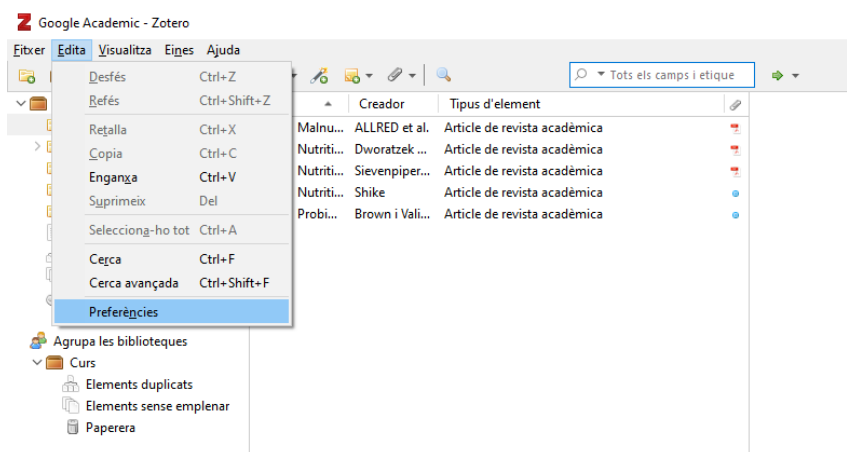 Google Academic - Zotero
Fitxer Edita Visualitza Eines Ajuda
Tots els camps i etique
Desfés Ctrl+Z
Refés Ctrl+Shift+Z
Retalla Ctrl+X
Copia Ctrl+C
Enganxa Ctrl+V
Suprimeix Del
Selecciona-ho tot Ctrl+A
Cerca Ctrl+F
Cerca avançada Ctrl+Shift+F
Preferències
Creador Tipus d'element
Malnu... ALLRED et al. Article de revista acadèmica
Nutriti... Dworatzek ... Article de revista acadèmica
Nutriti... Sievenpiper... Article de revista acadèmica
Nutriti... Shike Article de revista acadèmica
Probi... Brown i Vali... Article de revista acadèmica
Agrupa les biblioteques
Curs
Elements duplicats
Elements sense emplenar
Paperera